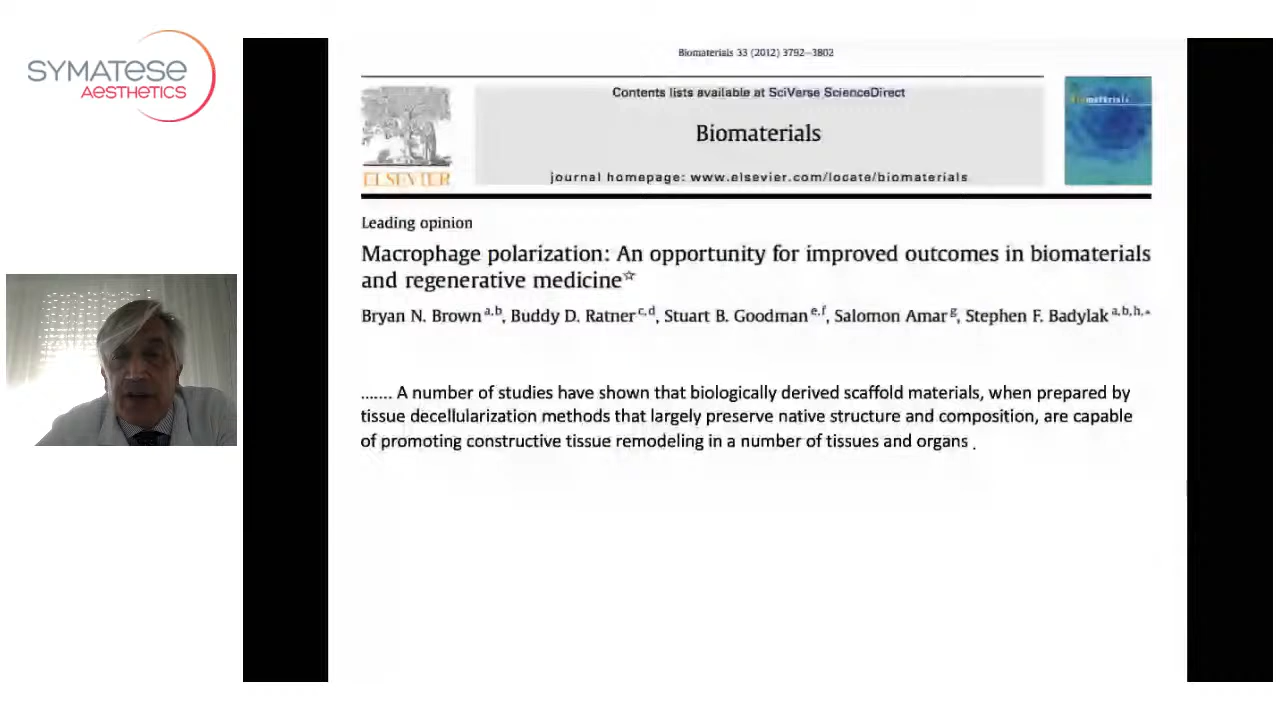 SYMATESE
AESTHETICS
Biomaterials 33 (2012) 3792–3802
Contents lists available at SciVerse ScienceDirect
Biomaterials
journal homepage: www.elsevier.com/locate/biomaterials
ELSEVIER
Biomaterials
Leading opinion
Macrophage polarization: An opportunity for improved outcomes in biomaterials
and regenerative medicine☆
Bryan N. Brown a,b, Buddy D. Ratner c,d, Stuart B. Goodman e,f, Salomon Amar g, Stephen F. Badylak a,b,h,*
....... A number of studies have shown that biologically derived scaffold materials, when prepared by
tissue decellularization methods that largely preserve native structure and composition, are capable
of promoting constructive tissue remodeling in a number of tissues and organs .